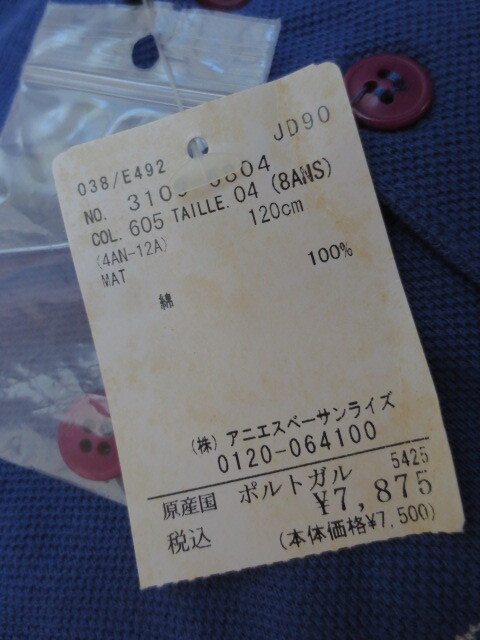 JD90
038/E492
NO. 310 0804
COL. 605 TAILLE. 04 (8ANS)
(4AN-12A) 120cm
MAT
綿 100%
(株) アニエスベーサンライズ
0120-064100
5425
原産国 ポルトガル
¥7,875
税込 (本体価格¥7,500)